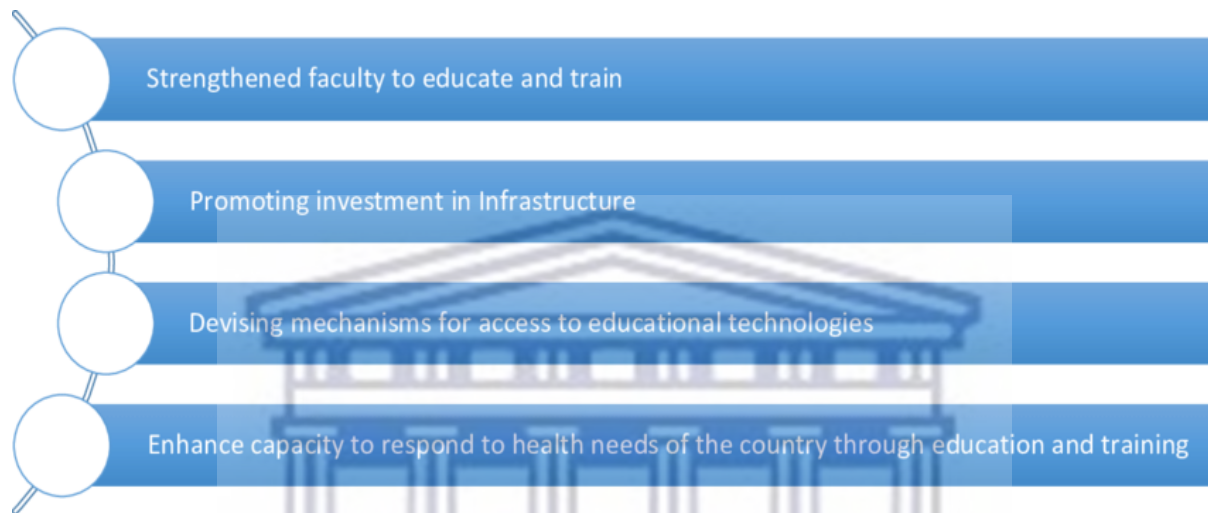 Strengthened faculty to educate and train
Promoting investment in Infrastructure
Devising mechanisms for access to educational technologies
Enhance capacity to respond to health needs of the country through education and training